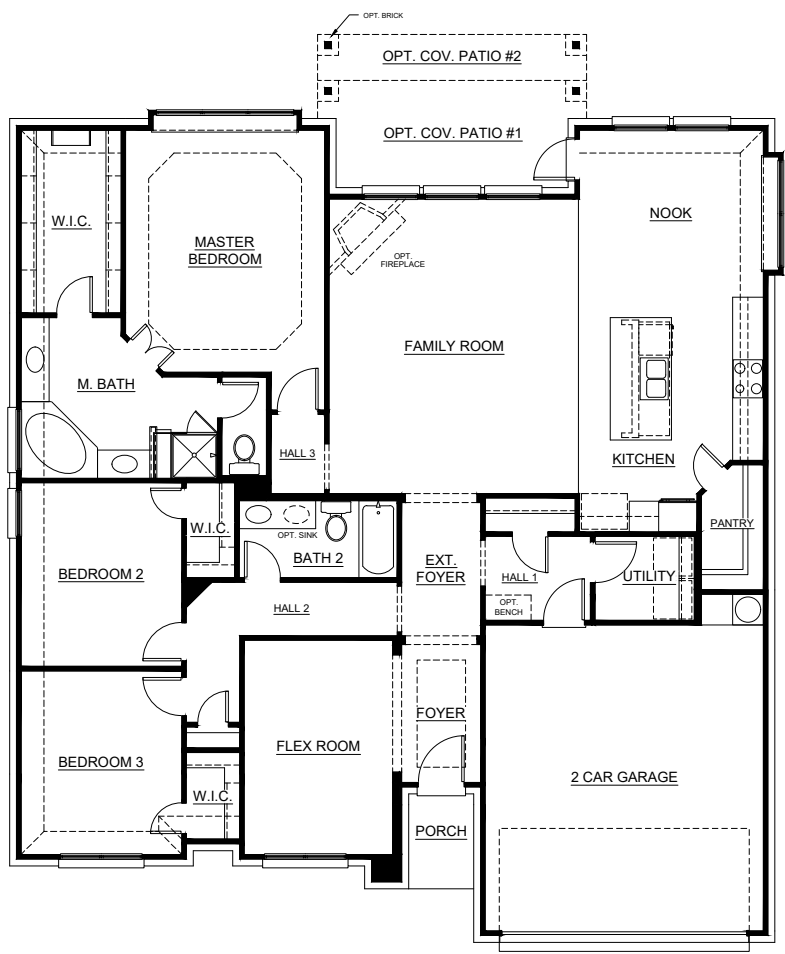 OPT. BRICK
OPT. COV. PATIO #2
OPT. COV. PATIO #1
W.I.C.
MASTER
BEDROOM
NOOK
OPT.
FIREPLACE
FAMILY ROOM
M. BATH
HALL 3
KITCHEN
W.I.C.
OPT. SINK
BATH 2
PANTRY
BEDROOM 2
EXT.
FOYER
HALL 1
UTILITY
OPT.
BENCH
HALL 2
FOYER
FLEX ROOM
BEDROOM 3
2 CAR GARAGE
W.I.C.
PORCH